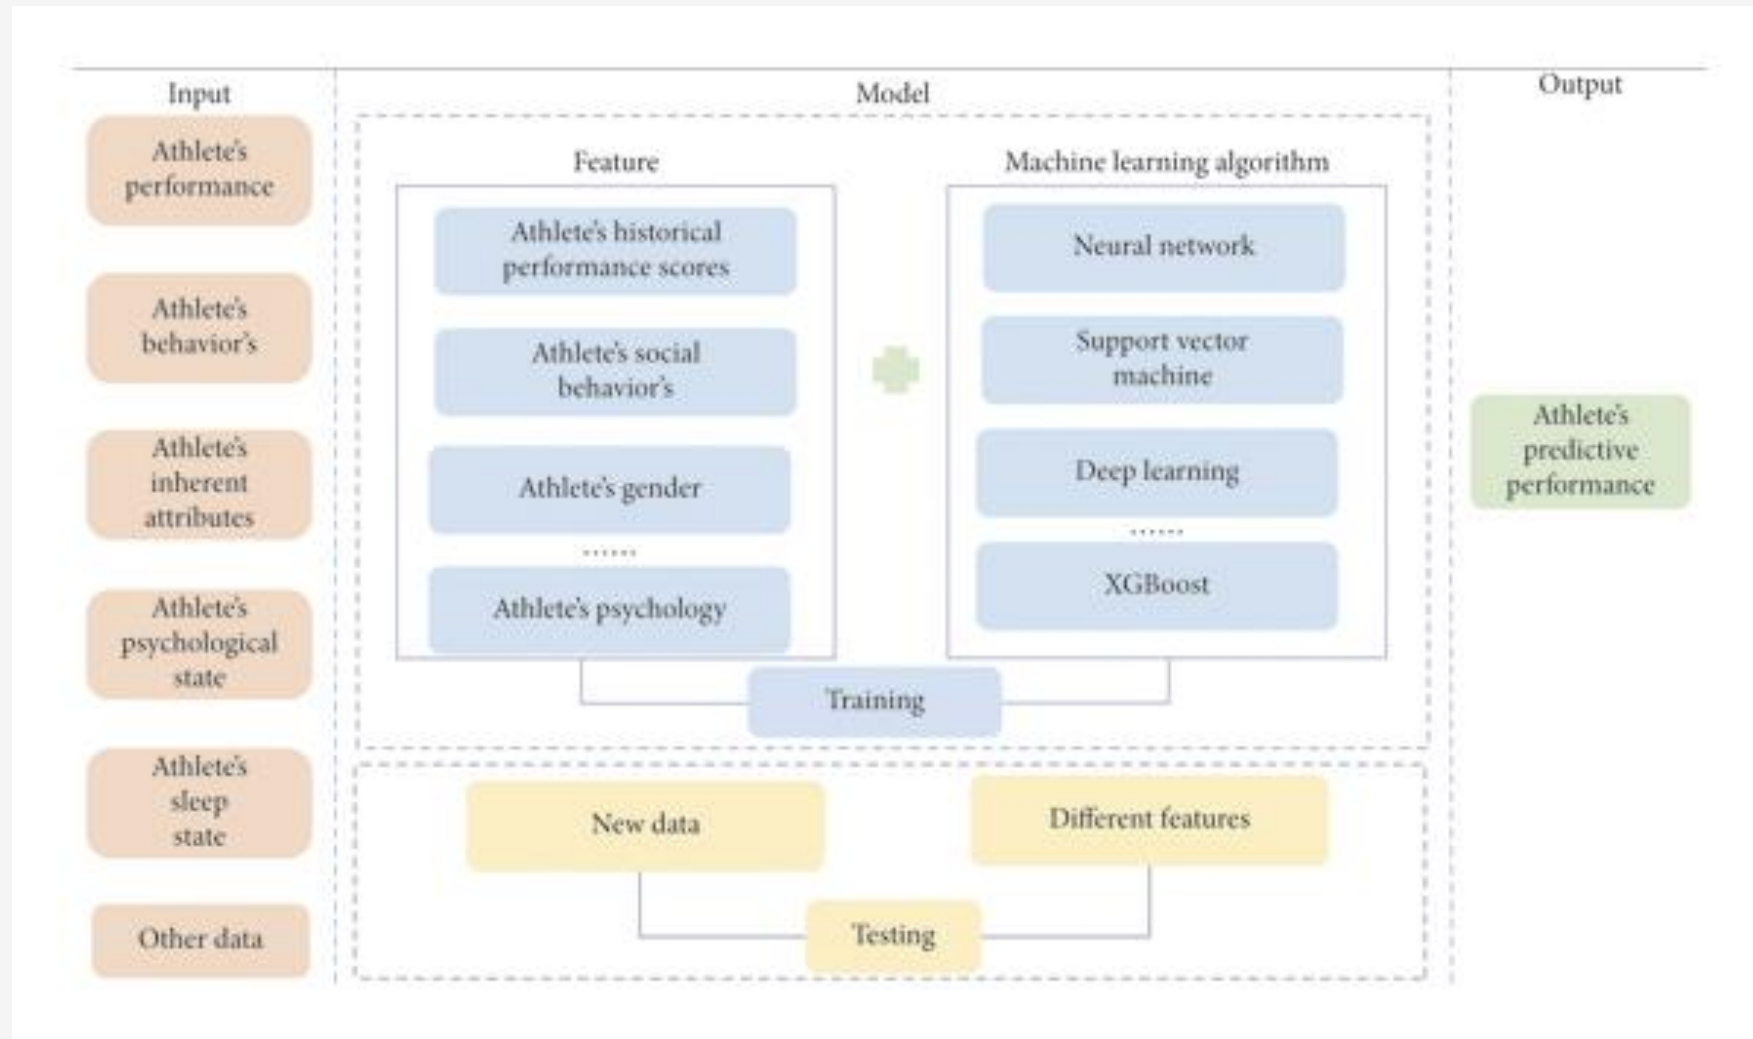 Input
Athlete's
performance
Athlete's
behavior's
Athlete's
inherent
attributes
Athlete's
psychological
state
Athlete's
sleep
state
Other data
Model
Feature
Athlete's historical
performance scores
Athlete's social
behavior's
Athlete's gender
......
Athlete's psychology
Machine learning algorithm
Neural network
Support vector
machine
Deep learning
......
XGBoost
Training
New data
Different features
Testing
Output
Athlete's
predictive
performance